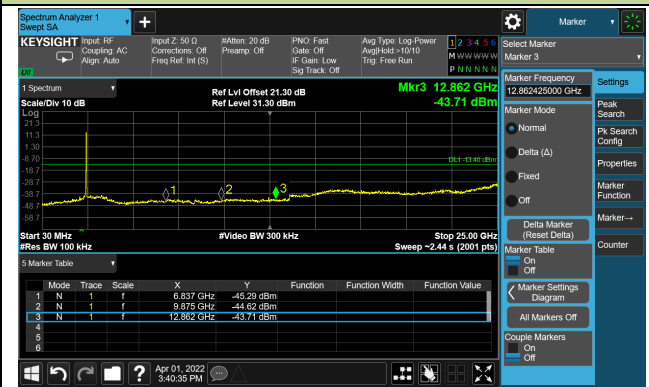 Spectrum Analyzer 1
Swept SA
Marker
KEYSIGHT
Input: RF
Coupling: AC
Align: Auto
Input Z: 50 Ω
Corrections: Off
Freq Ref: Int (S)
#Atten: 20 dB
Preamp: Off
PNO: Fast
Gate: Off
IF Gain: Low
Sig Track: Off
Avg Type: Log-Power
Avg|Hold:>10/10
Trig: Free Run
1 2 3 4 5 6
M W W W W W
P N N N N N
LXI
Select Marker
Marker 3
1 Spectrum
Scale/Div 10 dB
Ref Lvl Offset 21.30 dB
Ref Level 31.30 dBm
Mkr3 12.862 GHz
-43.71 dBm
Log
21.3
11.3
1.30
-8.70
-18.7
-28.7
-38.7
-48.7
-58.7
DL1 -13.40 dBm
1
2
3
Start 30 MHz
#Res BW 100 kHz
#Video BW 300 kHz
Stop 25.00 GHz
Sweep ~2.44 s (2001 pts)
5 Marker Table
Mode Trace Scale X Y Function Function Width Function Value
1 N 1 f 6.837 GHz -45.29 dBm
2 N 1 f 9.875 GHz -44.62 dBm
3 N 1 f 12.862 GHz -43.71 dBm
4
5
6
Marker Frequency
12.862425000 GHz
Marker Mode
Normal
Delta (Δ)
Fixed
Off
Delta Marker
(Reset Delta)
Marker Table
On
Off
Marker Settings
Diagram
All Markers Off
Couple Markers
On
Off
Settings
Peak
Search
Pk Search
Config
Properties
Marker
Function
Marker→
Counter
?
Apr 01, 2022
3:40:35 PM